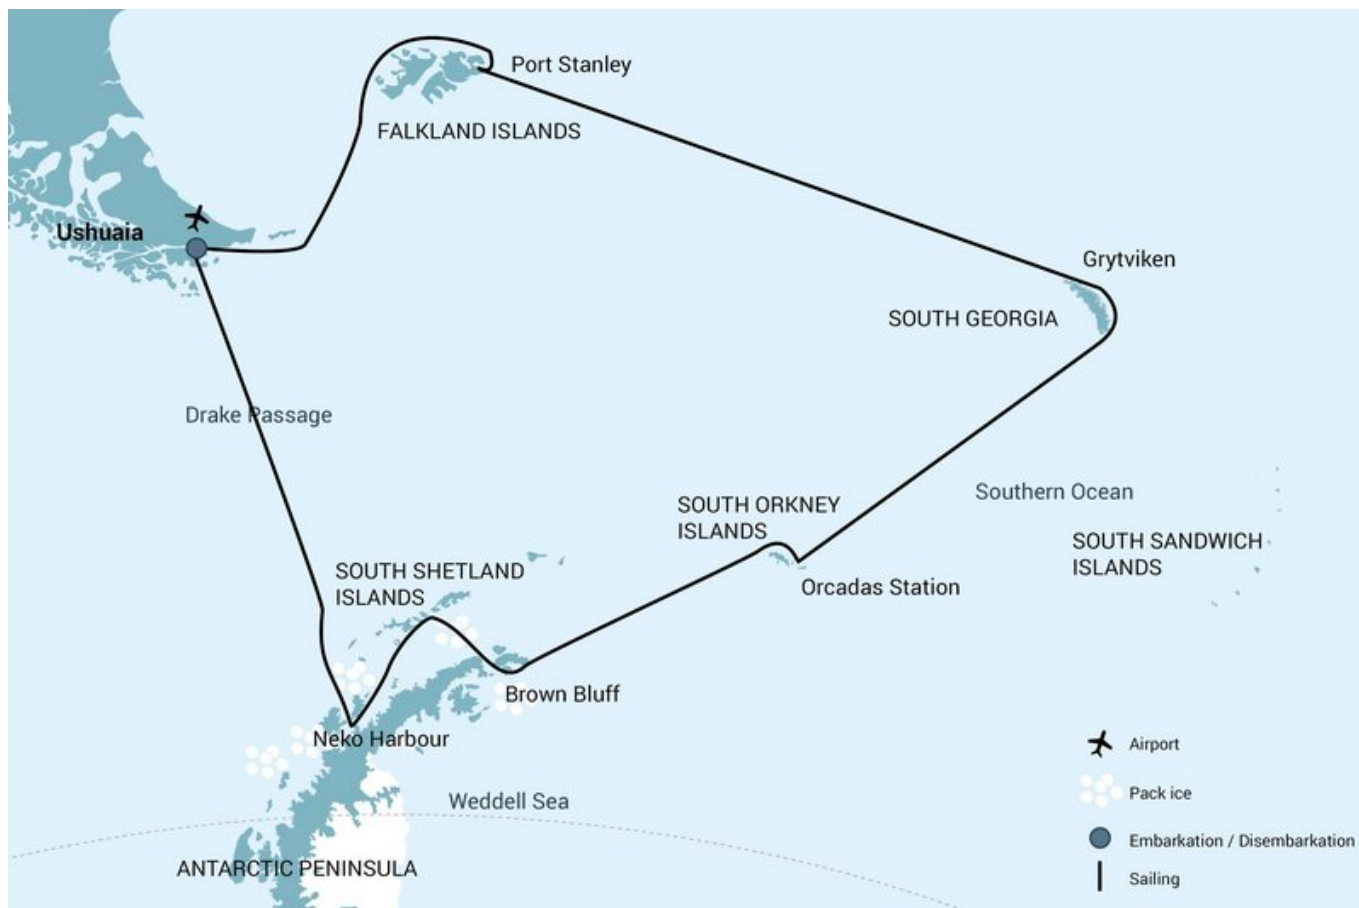 Port Stanley
FALKLAND ISLANDS
Ushuaia
Grytviken
SOUTH GEORGIA
Drake Passage
Southern Ocean
SOUTH ORKNEY
ISLANDS
SOUTH SANDWICH
ISLANDS
SOUTH SHETLAND
ISLANDS
Orcadas Station
Brown Bluff
Neko Harbour
Weddell Sea
ANTARCTIC PENINSULA
Airport
Pack ice
Embarkation / Disembarkation
Sailing